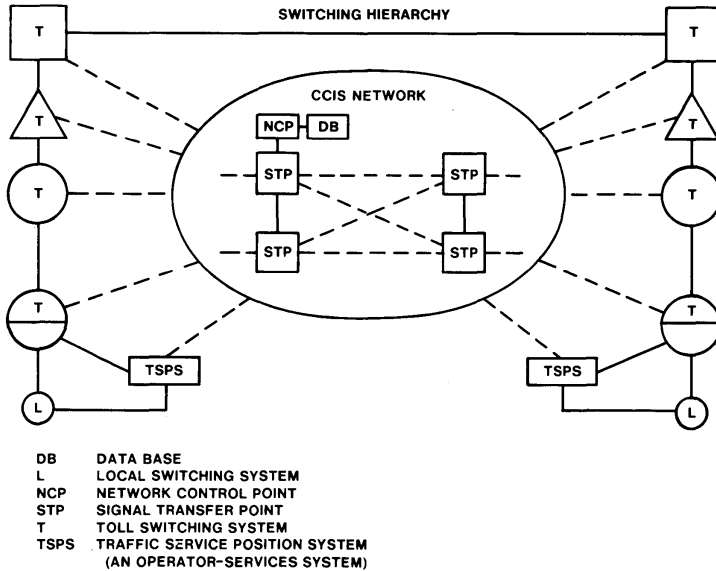 SWITCHING HIERARCHY
T
T
CCIS NETWORK
T
T
NCP
DB
STP
STP
T
T
STP
STP
T
T
TSPS
TSPS
L
L
DB DATA BASE
L LOCAL SWITCHING SYSTEM
NCP NETWORK CONTROL POINT
STP SIGNAL TRANSFER POINT
T TOLL SWITCHING SYSTEM
TSPS TRAFFIC SERVICE POSITION SYSTEM
(AN OPERATOR-SERVICES SYSTEM)